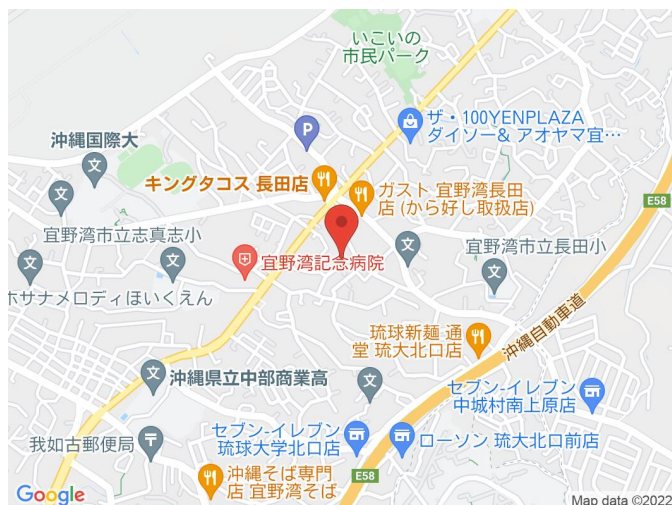 いこいの
市民パーク
ザ・100YENPLAZA
ダイソー& アオヤマ宜…
P
沖縄国際大
文
キングタコス 長田店
ガスト 宜野湾長田
店 (から好し取扱店)
E58
文
文
宜野湾市立志真志小
宜野湾市立長田小
文
宜野湾記念病院
文
ホサナメロディほいくえん
沖縄自動車道
琉球新麺 通
堂 琉大北口店
文
沖縄県立中部商業高
文
セブン-イレブン
中城村南上原店
我如古郵便局
セブン-イレブン
琉球大学北口店
ローソン 琉大北口前店
沖縄そば専門
店 宜野湾そば
E58
Google
Map data ©2022